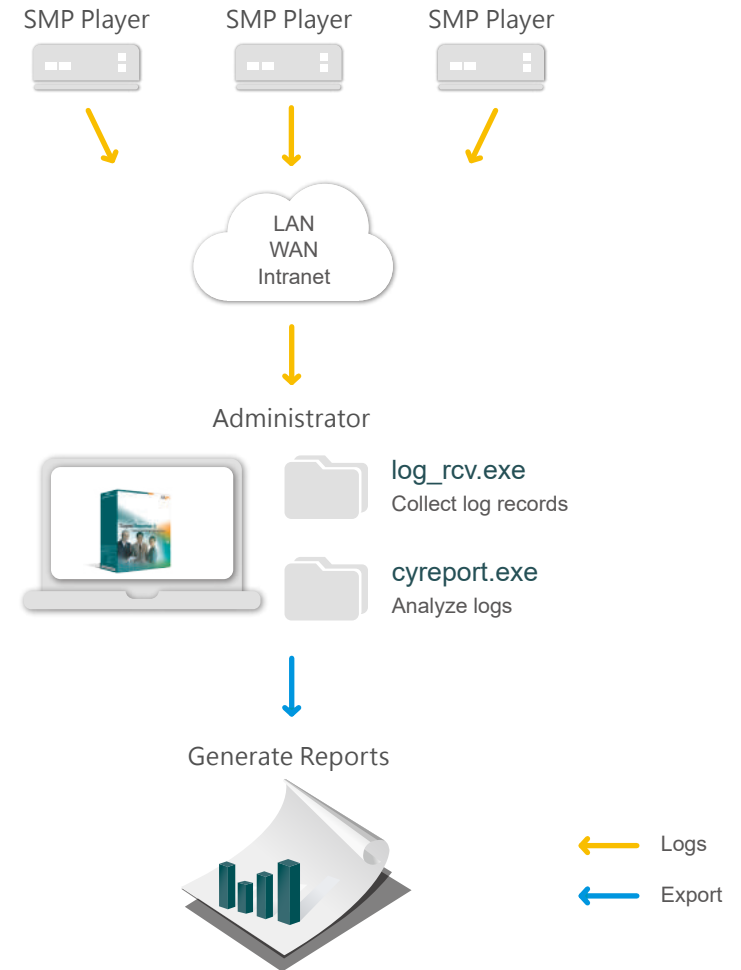 SMP Player
SMP Player
SMP Player
LAN
WAN
Intranet
Administrator
log_rcv.exe
Collect log records
cyreport.exe
Analyze logs
Generate Reports
Logs
Export